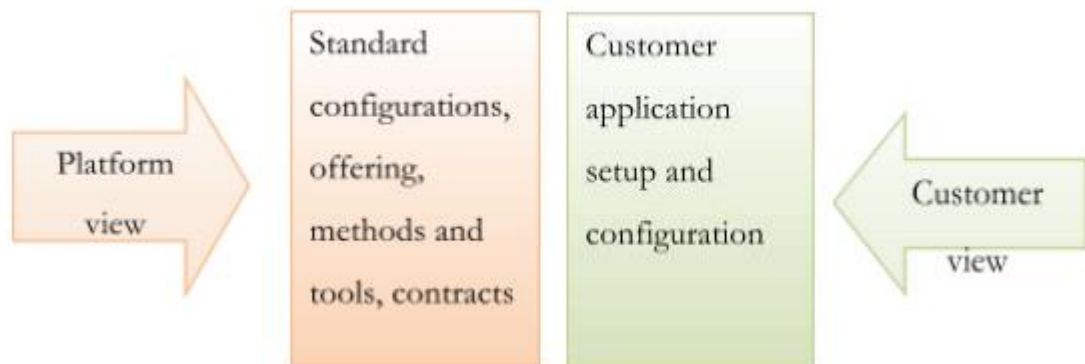 Platform
view
Standard
configurations,
offering,
methods and
tools, contracts
Customer
application
setup and
configuration
Customer
view